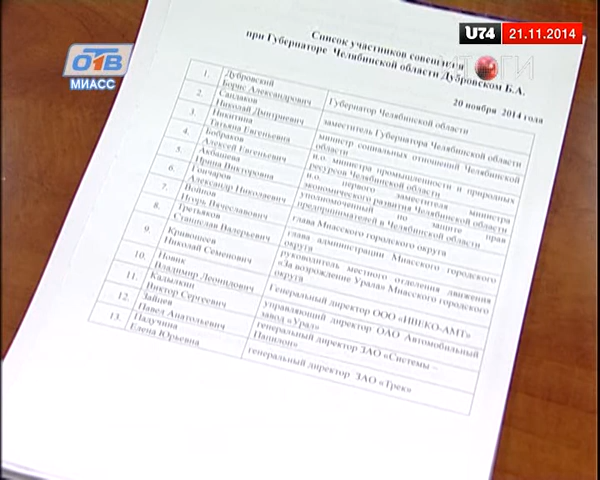 U74
21.11.2014
ОТВ
МИАСС
ИТОГИ
Список участников совещания
при Губернаторе Челябинской области Дубровском Б.А.
20 ноября 2014 года
1. Дубровский
Борис Александрович
Губернатор Челябинской области
2. Сандаков
Николай Дмитриевич
заместитель Губернатора Челябинской области
3. Никитина
Татьяна Евгеньевна
министр социальных отношений Челябинской
области
4. Бобраков
Алексей Евгеньевич
и.о. министра промышленности и природных
ресурсов Челябинской области
5. Акбашева
Ирина Викторовна
и.о. первого заместителя министра
экономического развития Челябинской области
6. Гончаров
Александр Николаевич
уполномоченный по защите прав
предпринимателей в Челябинской области
7. Войнов
Игорь Вячеславович
глава Миасского городского округа
8. Третьяков
Станислав Валерьевич
глава администрации Миасского городского
округа
9. Кривошеев
Николай Семенович
руководитель местного отделения движения
«За возрождение Урала» Миасского городского
округа
10. Новик
Владимир Леонидович
Генеральный директор ООО «ИНЕКО-АМТ»
11. Кадылкин
Виктор Сергеевич
управляющий директор ОАО Автомобильный
завод «Урал»
12. Зайцев
Павел Анатольевич
генеральный директор ЗАО «Системы –
Папилон»
13. Палучина
Елена Юрьевна
генеральный директор ЗАО «Трек»